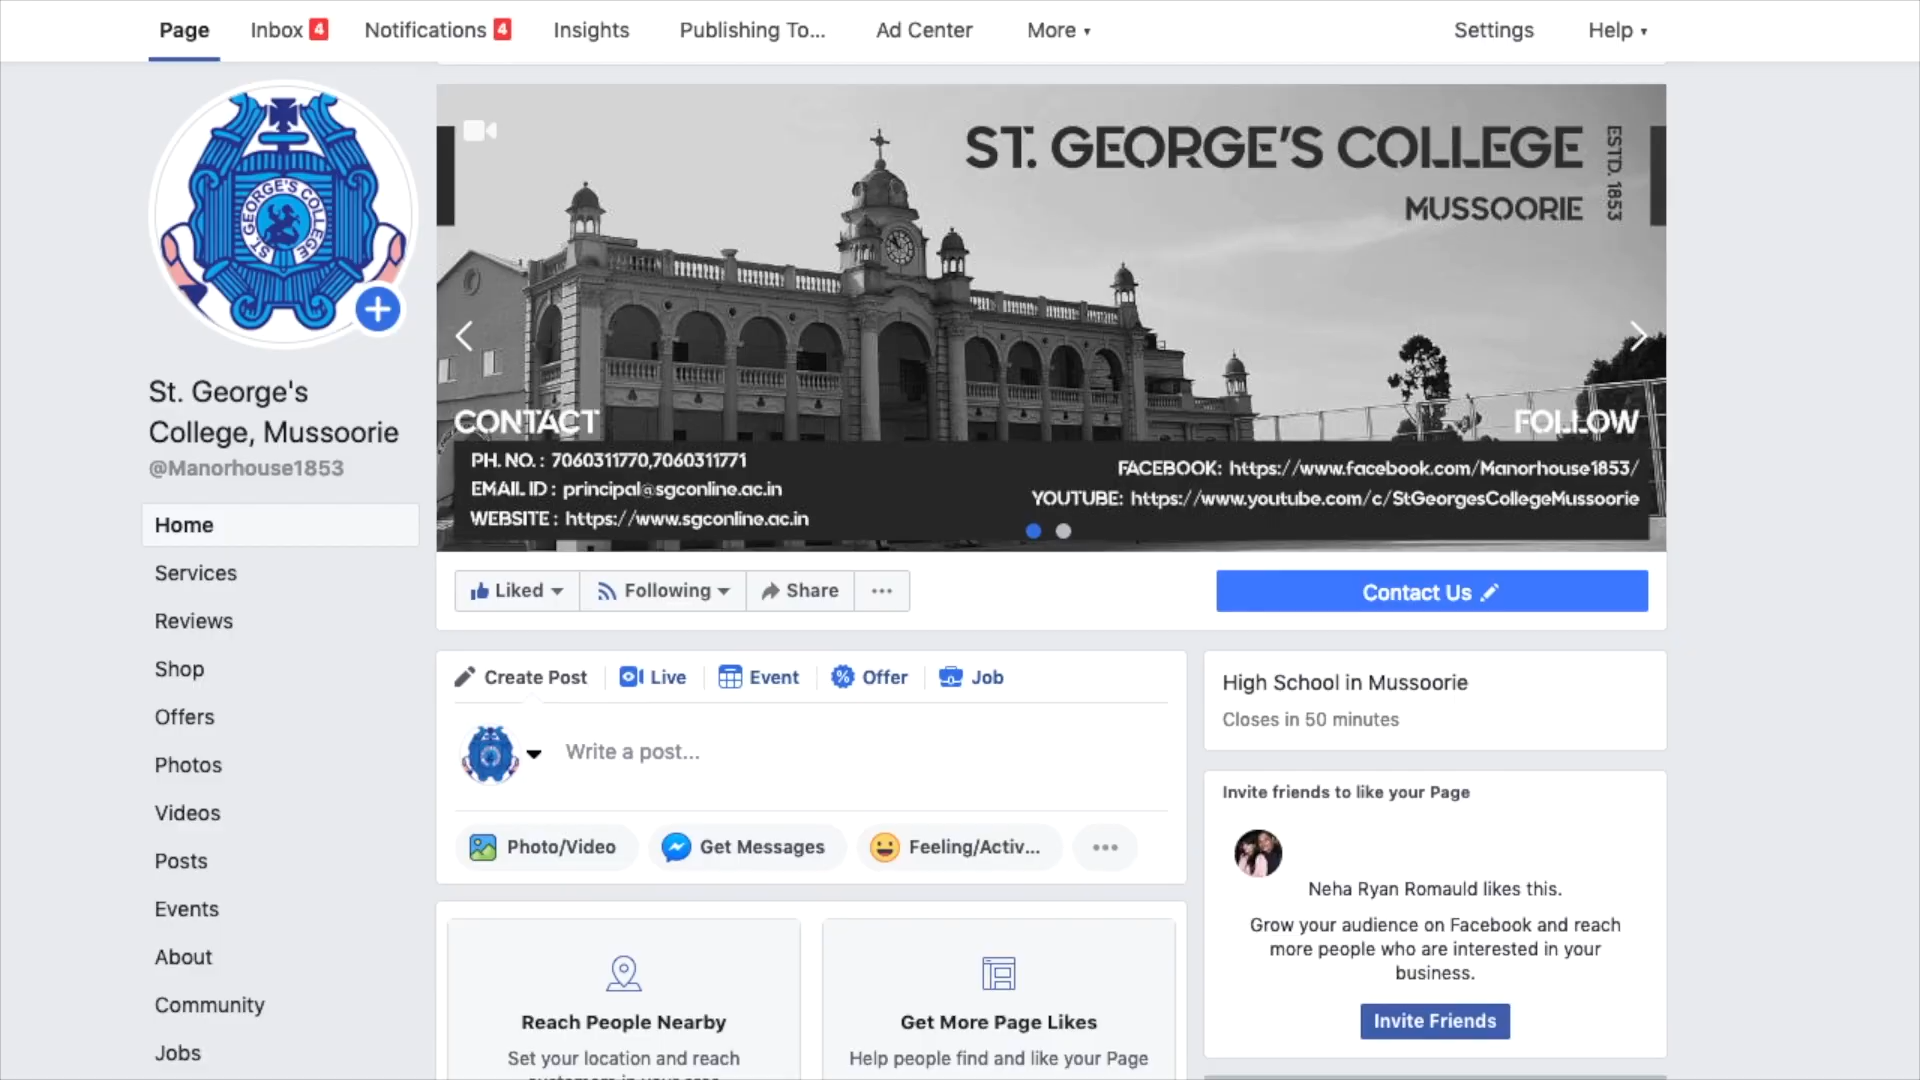 Page
Inbox 4
Notifications 4
Insights
Publishing To...
Ad Center
More
Settings
Help
ST. GEORGE'S COLLEGE
St. George's
College, Mussoorie
@Manorhouse1853
Home
Services
Reviews
Shop
Offers
Photos
Videos
Posts
Events
About
Community
Jobs
ST. GEORGE'S COLLEGE
MUSSOORIE
ESTD. 1853
CONTACT
PH. NO. : 7060311770,7060311771
EMAIL ID : principal@sgconline.ac.in
WEBSITE : https://www.sgconline.ac.in
FOLLOW
FACEBOOK: https://www.facebook.com/Manorhouse1853/
YOUTUBE: https://www.youtube.com/c/StGeorgesCollegeMussoorie
Liked
Following
Share
Contact Us
Create Post
Live
Event
Offer
Job
Write a post...
Photo/Video
Get Messages
Feeling/Activ...
Reach People Nearby
Set your location and reach
Get More Page Likes
Help people find and like your Page
High School in Mussoorie
Closes in 50 minutes
Invite friends to like your Page
Neha Ryan Romauld likes this.
Grow your audience on Facebook and reach
more people who are interested in your
business.
Invite Friends